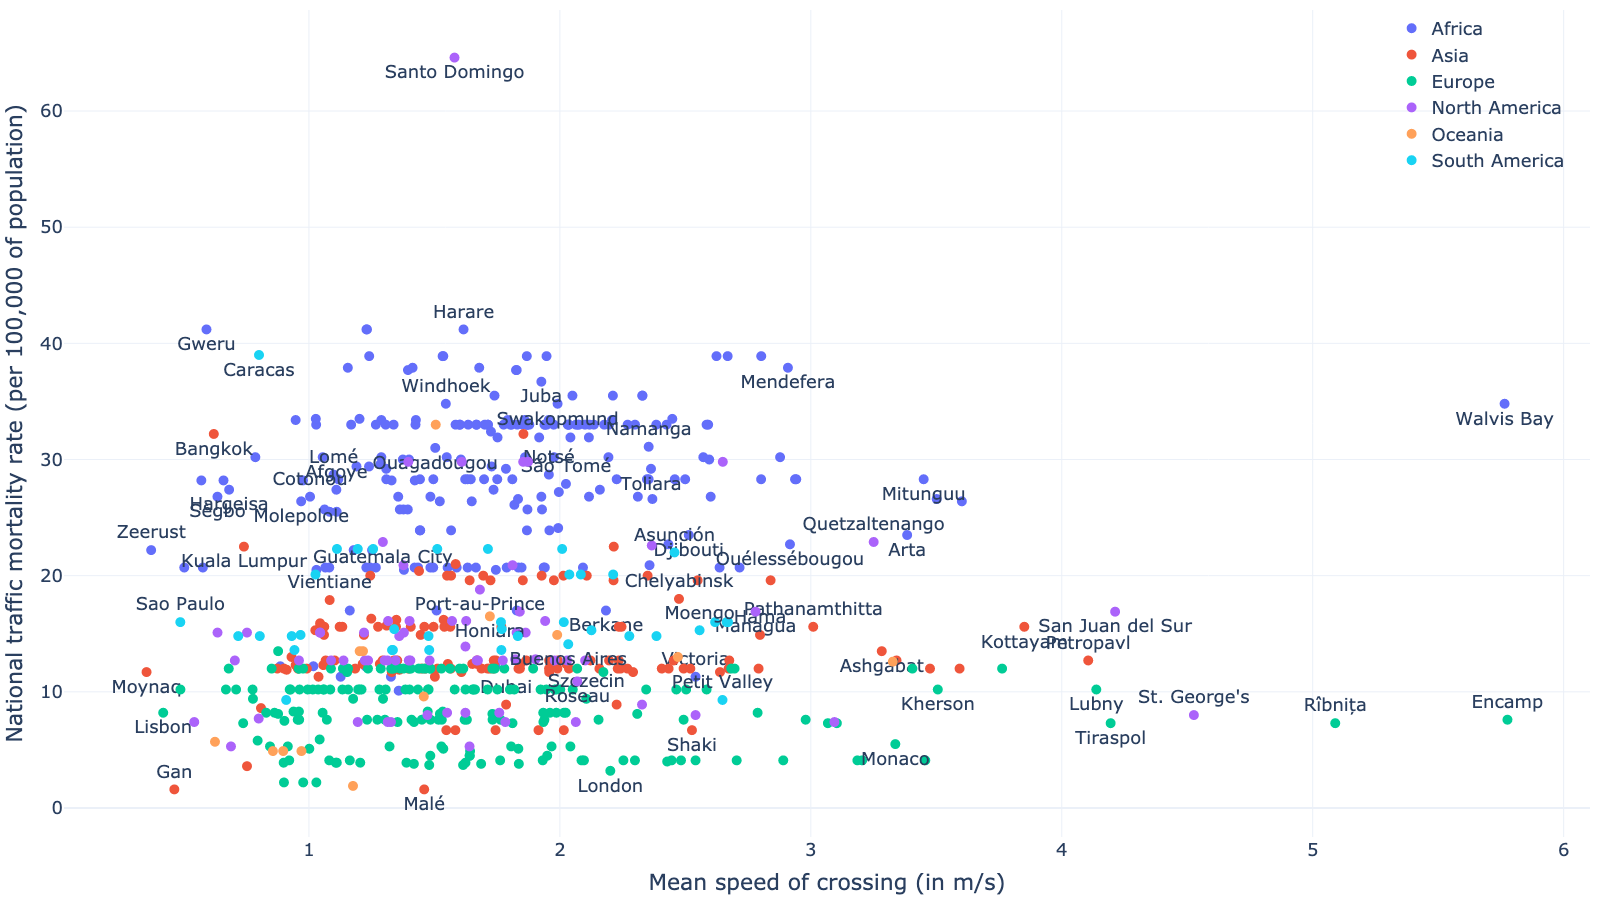 Africa
Asia
Europe
North America
Oceania
South America
National traffic mortality rate (per 100,000 of population)
60
50
40
30
20
10
0
Santo Domingo
Harare
Gweru
Caracas
Windhoek
Mendefera
Juba
Swakopmund
Walvis Bay
Namanga
Bangkok
Lomé
Notsé
Ouagadougou
São Tomé
Afgoye
Cotonou
Toliara
Mitunguu
Hargeisa
Ségbo
Molepolole
Quetzaltenango
Zeerust
Asunción
Djibouti
Arta
Kuala Lumpur
Guatemala City
Ouélessébougou
Vientiane
Chelyabinsk
Sao Paulo
Port-au-Prince
Moengo
Pathanamthitta
Hama
Honiara
Berkane
Managua
San Juan del Sur
Kottayam
Petropavl
Buenos Aires
Victoria
Ashgabat
Moynaq
Dubai
Szczecin
Petit Valley
Roseau
Kherson
Lubny
St. George's
Rîbnița
Encamp
Lisbon
Tiraspol
Shaki
Monaco
Gan
London
Malé
1
2
3
4
5
6
Mean speed of crossing (in m/s)